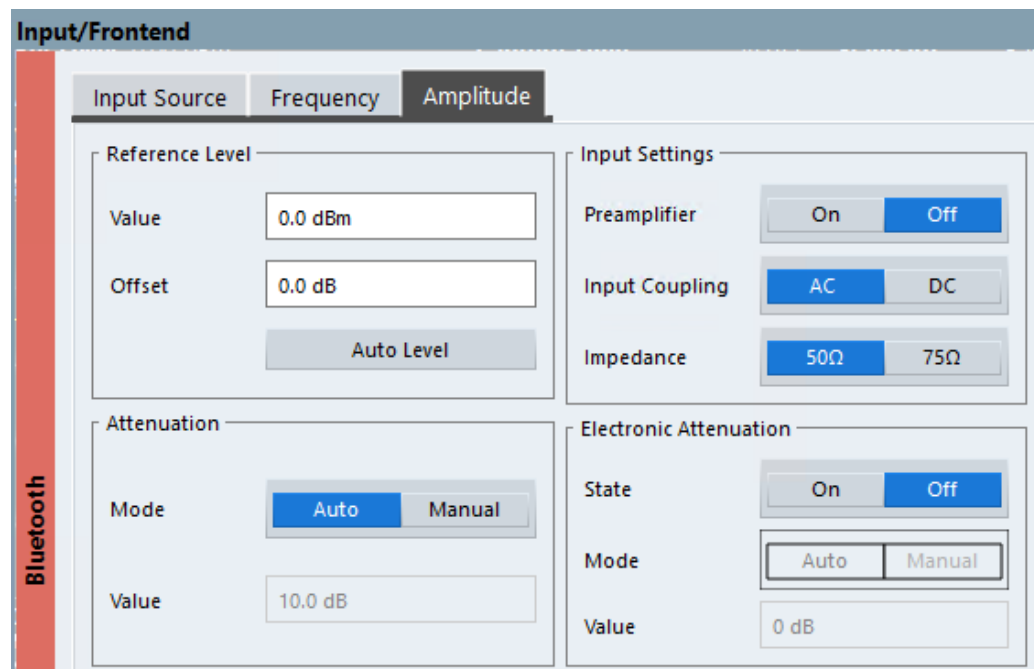 Input/Frontend
Bluetooth
Input Source Frequency Amplitude
Reference Level
Value 0.0 dBm
Offset 0.0 dB
Auto Level
Input Settings
Preamplifier On Off
Input Coupling AC DC
Impedance 50Ω 75Ω
Attenuation
Mode Auto Manual
Value 10.0 dB
Electronic Attenuation
State On Off
Mode Auto Manual
Value 0 dB